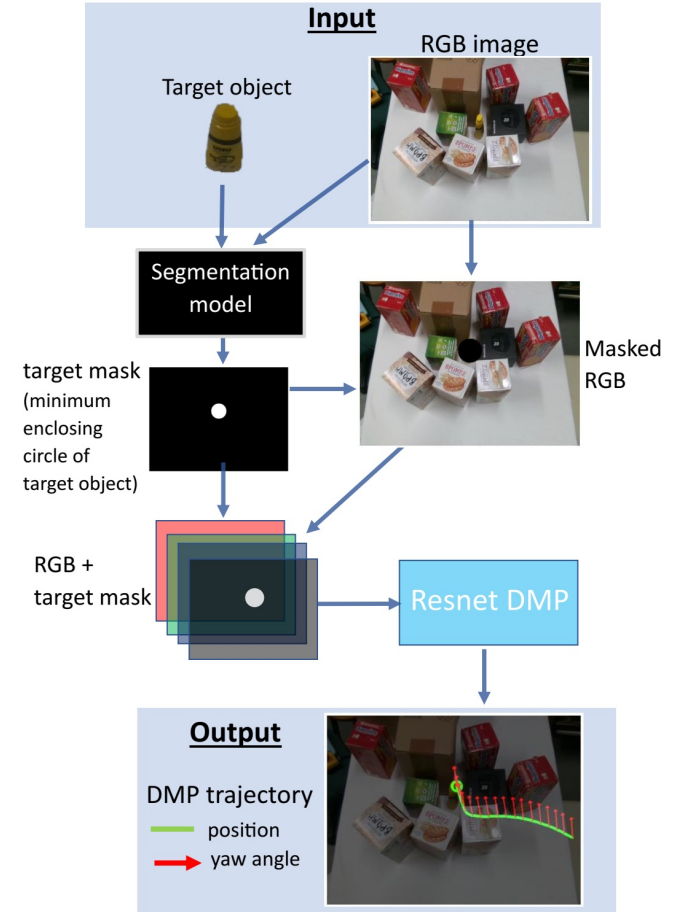 Input
RGB image
Target object
Segmentation
model
target mask
(minimum
enclosing
circle of
target object)
Masked
RGB
RGB +
target mask
Resnet DMP
Output
DMP trajectory
position
yaw angle